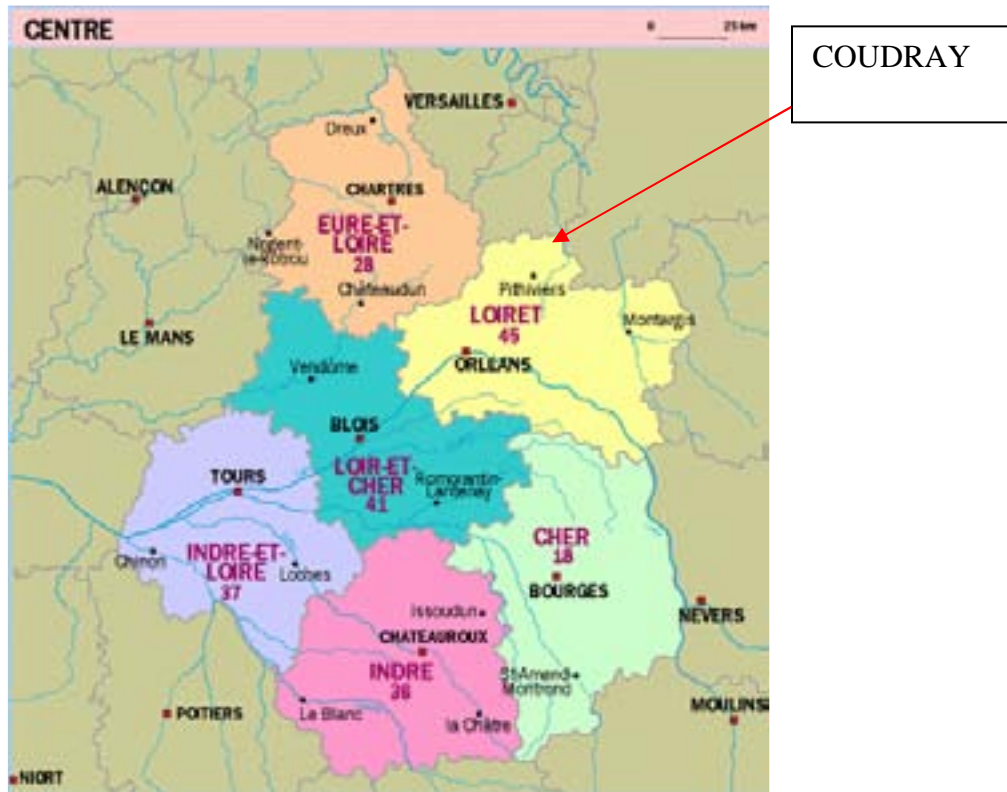 CENTRE
0 25 km
COUDRAY
VERSAILLES
Dreux
ALENÇON
CHARTRES
EURE-ET-
LOIRE
28
Nogent-
le-Rotrou
Châteaudun
Pithiviers
LOIRET
45
Montargis
LE MANS
ORLEANS
Vendôme
BLOIS
LOIR-ET-
CHER
41
Romorantin-
Lantenay
TOURS
CHER
18
INDRE-ET-
LOIRE
37
Chinon
Loches
BOURGES
NEVERS
Issoudun
CHATEAUROUX
INDRE
36
St-Amand-
Montrond
Le Blanc
la Châtre
POITIERS
MOULINS
NIORT